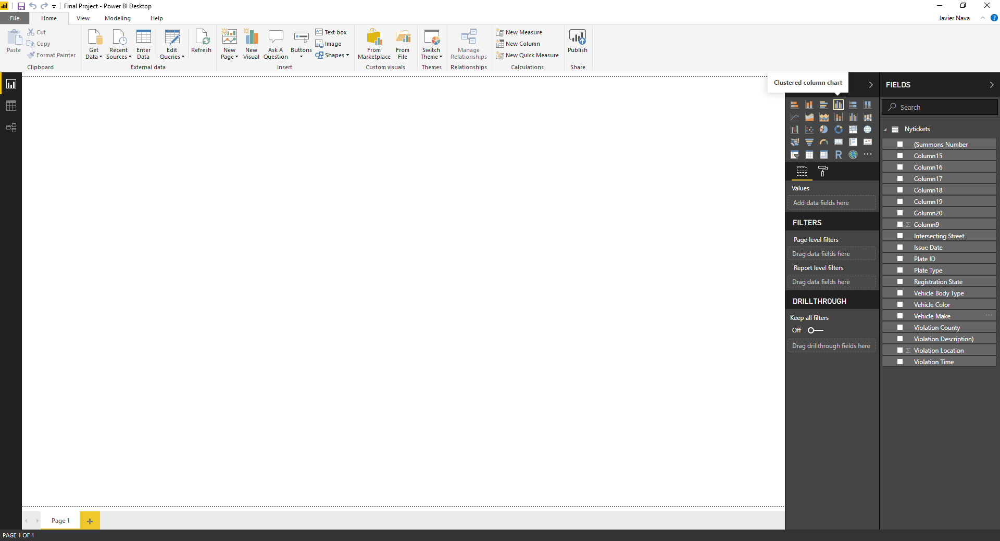 Final Project - Power BI Desktop
File Home View Modeling Help Javier Nava ?
Paste Cut
Copy
Format Painter
Clipboard
Get Data Recent Sources Enter Data Edit Queries Refresh
External data
New Page New Visual Ask A Question Buttons Text box
Image
Shapes
Insert
From Marketplace From File
Custom visuals
Switch Theme
Themes
Manage Relationships
Relationships
New Measure
New Column
New Quick Measure
Calculations
Publish
Share
Clustered column chart
R
Values
Add data fields here
FILTERS
Page level filters
Drag data fields here
Report level filters
Drag data fields here
DRILLTHROUGH
Keep all filters
Off
Drag drillthrough fields here
FIELDS
Search
Nytickets
(Summons Number
Column15
Column16
Column17
Column18
Column19
Column20
Σ Column9
Intersecting Street
Issue Date
Plate ID
Plate Type
Registration State
Vehicle Body Type
Vehicle Color
Vehicle Make
Violation County
Violation Description)
Σ Violation Location
Violation Time
Page 1
PAGE 1 OF 1